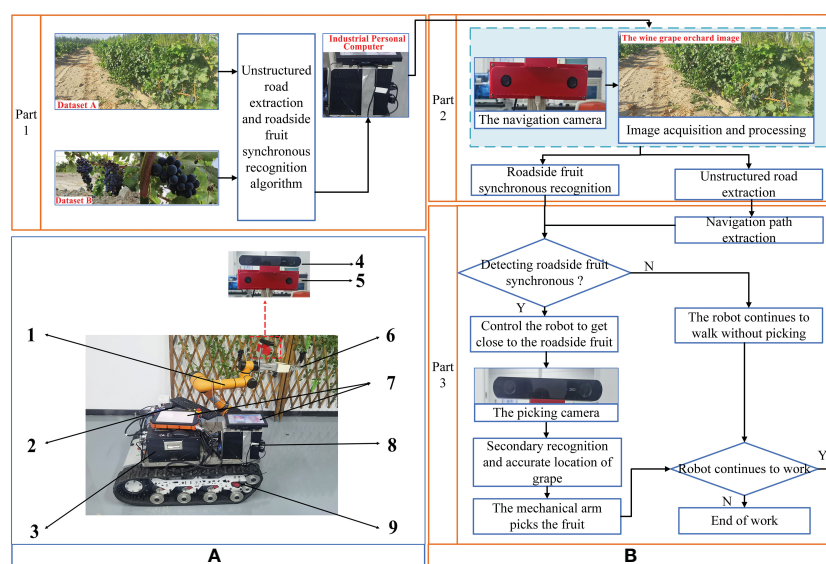 Part
1
Dataset A
Dataset B
Unstructured
road
extraction
and roadside
fruit
synchronous
recognition
algorithm
Industrial Personal
Computer
4
5
1
6
7
2
8
3
9
A
Part
2
The navigation camera
The wine grape orchard image
Image acquisition and processing
Roadside fruit
synchronous recognition
Unstructured road
extraction
Part
3
Navigation path
extraction
Detecting roadside fruit
synchronous ?
N
Y
Control the robot to get
close to the roadside fruit
The robot continues to
walk without picking
The picking camera
Secondary recognition
and accurate location of
grape
Robot continues to work
Y
N
The mechanical arm
picks the fruit
End of work
B